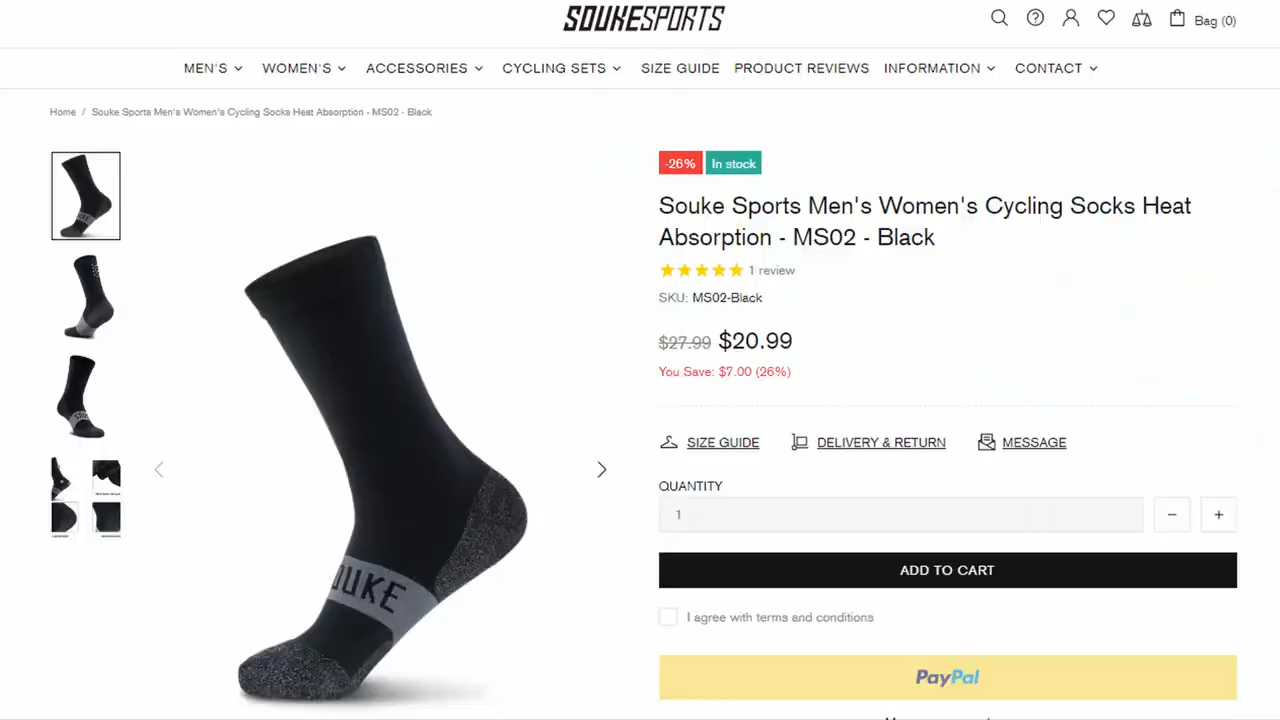 SOUKESPORTS
Bag (0)
MEN'S WOMEN'S ACCESSORIES CYCLING SETS SIZE GUIDE PRODUCT REVIEWS INFORMATION CONTACT
Home / Souke Sports Men's Women's Cycling Socks Heat Absorption - MS02 - Black
-26% In stock
Souke Sports Men's Women's Cycling Socks Heat
Absorption - MS02 - Black
1 review
SKU: MS02-Black
$27.99 $20.99
You Save: $7.00 (26%)
SIZE GUIDE DELIVERY & RETURN MESSAGE
QUANTITY
1
ADD TO CART
I agree with terms and conditions
PayPal
OUKE